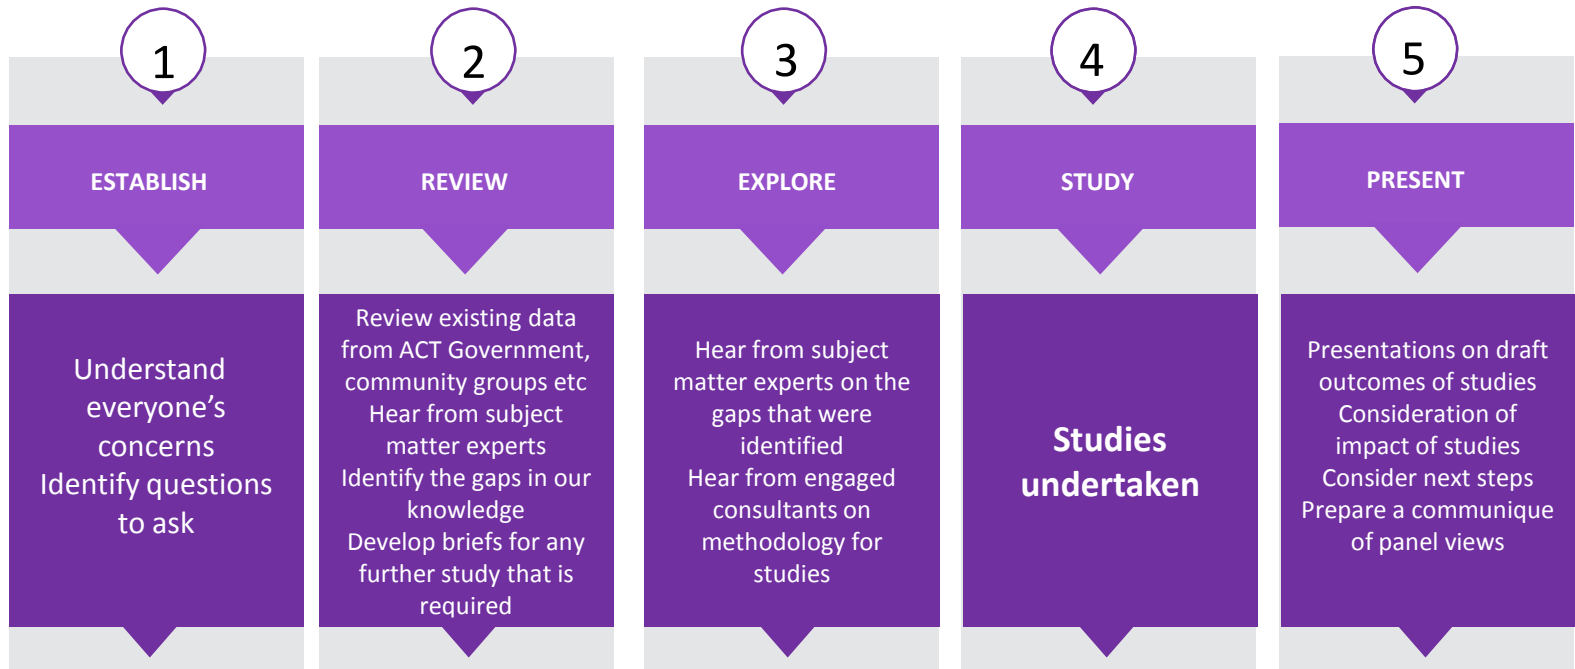 1
ESTABLISH
Understand
everyone’s
concerns
Identify questions
to ask
2
REVIEW
Review existing data
from ACT Government,
community groups etc
Hear from subject
matter experts
Identify the gaps in our
knowledge
Develop briefs for any
further study that is
required
3
EXPLORE
Hear from subject
matter experts on the
gaps that were
identified
Hear from engaged
consultants on
methodology for
studies
4
STUDY
Studies
undertaken
5
PRESENT
Presentations on draft
outcomes of studies
Consideration of
impact of studies
Consider next steps
Prepare a communique
of panel views